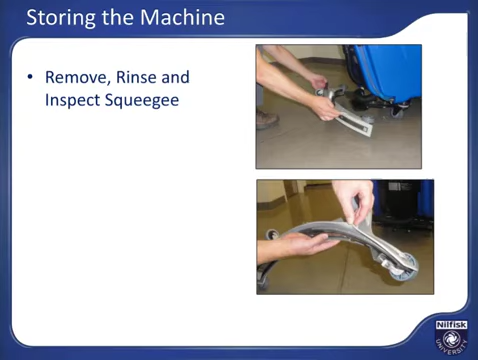 Storing the Machine
• Remove, Rinse and
Inspect Squeegee
Nilfisk
UNIVERSITY